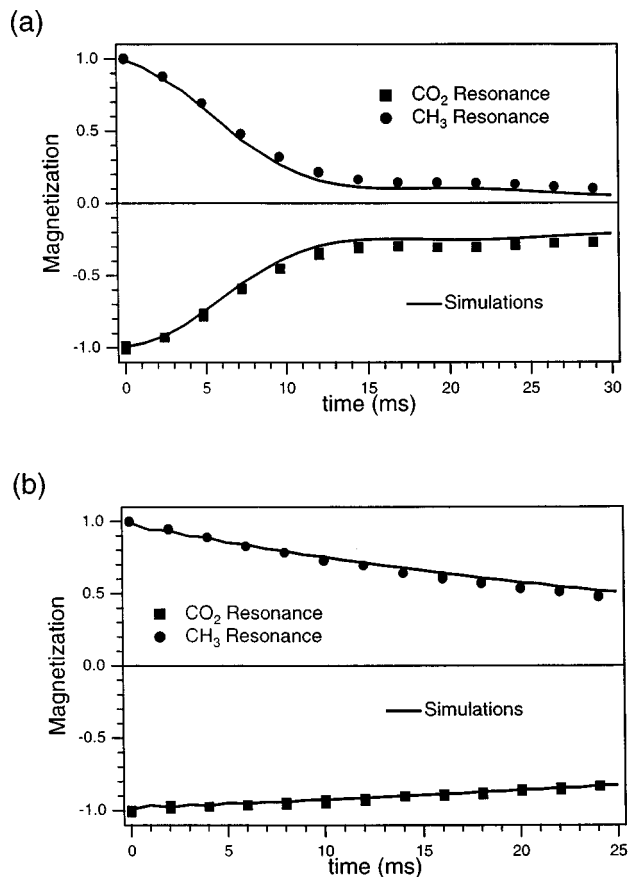 (a)
1.0
0.5
0.0
-0.5
-1.0
Magnetization
CO2 Resonance
CH3 Resonance
Simulations
0 5 10 15 20 25 30
time (ms)
(b)
1.0
0.5
0.0
-0.5
-1.0
Magnetization
CO2 Resonance
CH3 Resonance
Simulations
0 5 10 15 20 25
time (ms)